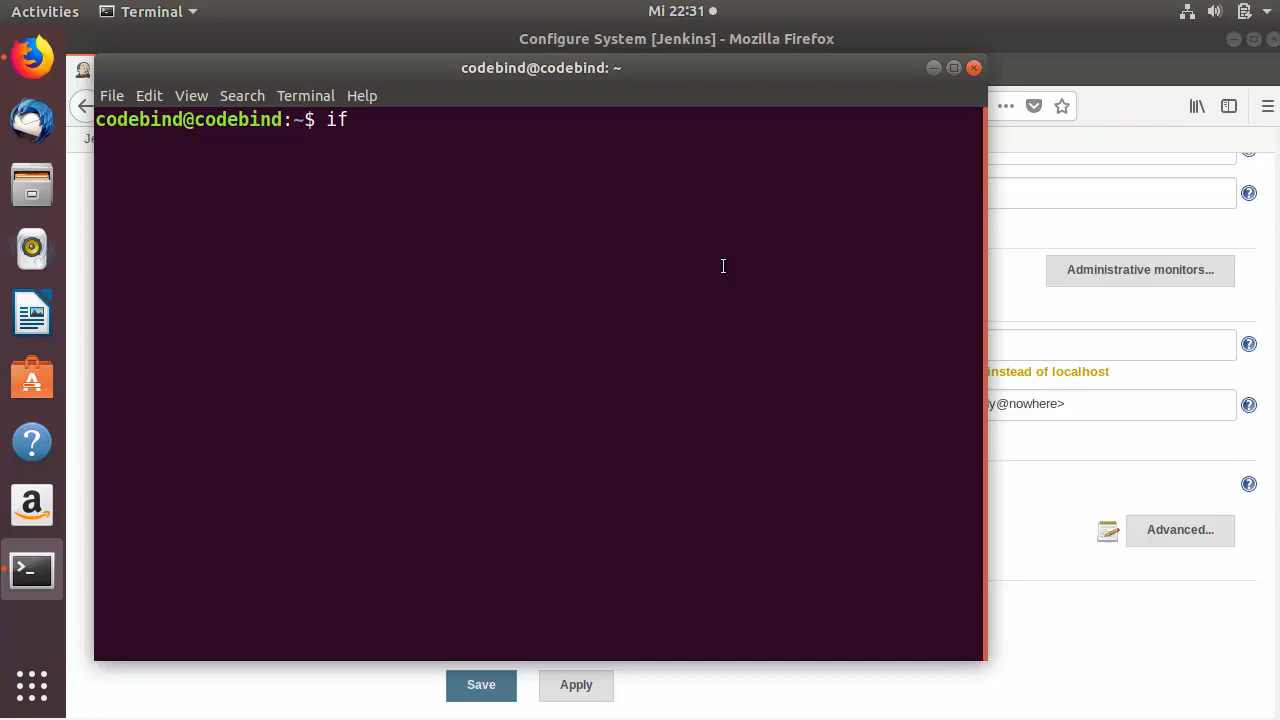 Activities Terminal Mi 22:31
Configure System [Jenkins] - Mozilla Firefox
codebind@codebind: ~
File Edit View Search Terminal Help
codebind@codebind:~$ if
Je
Administrative monitors...
instead of localhost
y@nowhere>
Advanced...
Save Apply